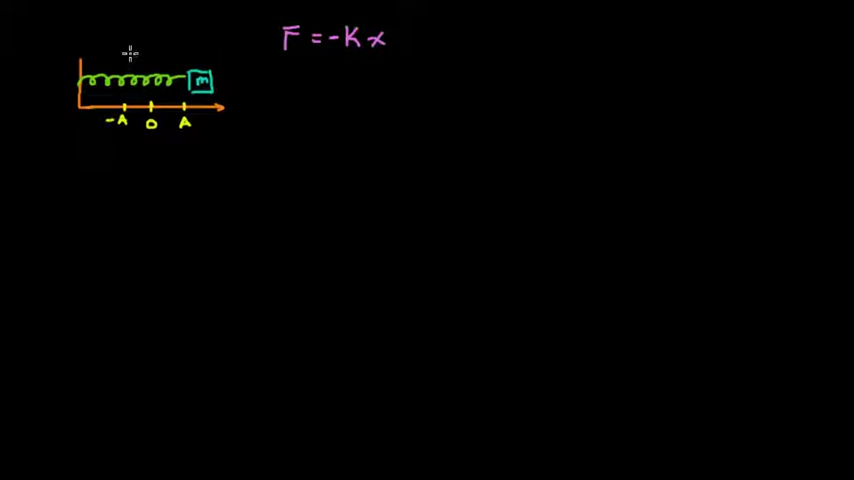 F = -Kx
m
-A 0 A